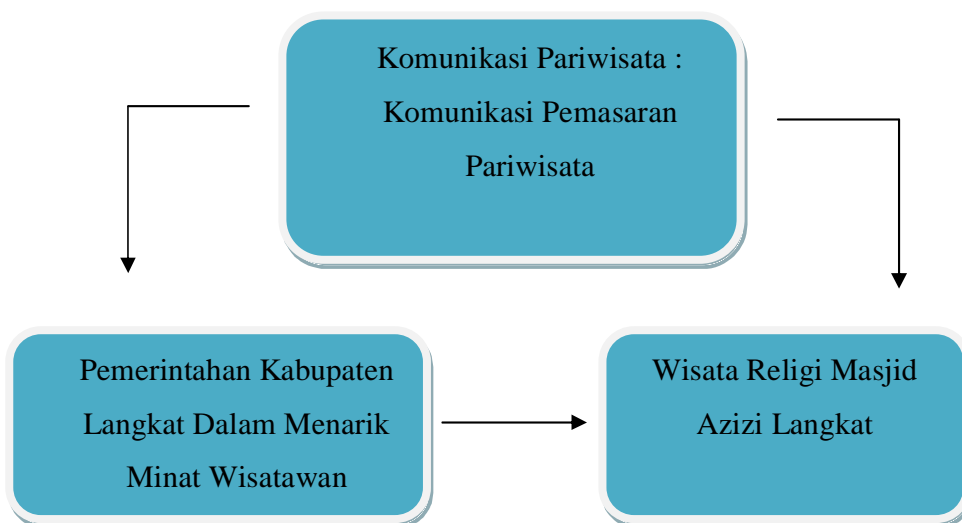 Komunikasi Pariwisata :
Komunikasi Pemasaran
Pariwisata
Pemerintahan Kabupaten
Langkat Dalam Menarik
Minat Wisatawan
Wisata Religi Masjid
Azizi Langkat